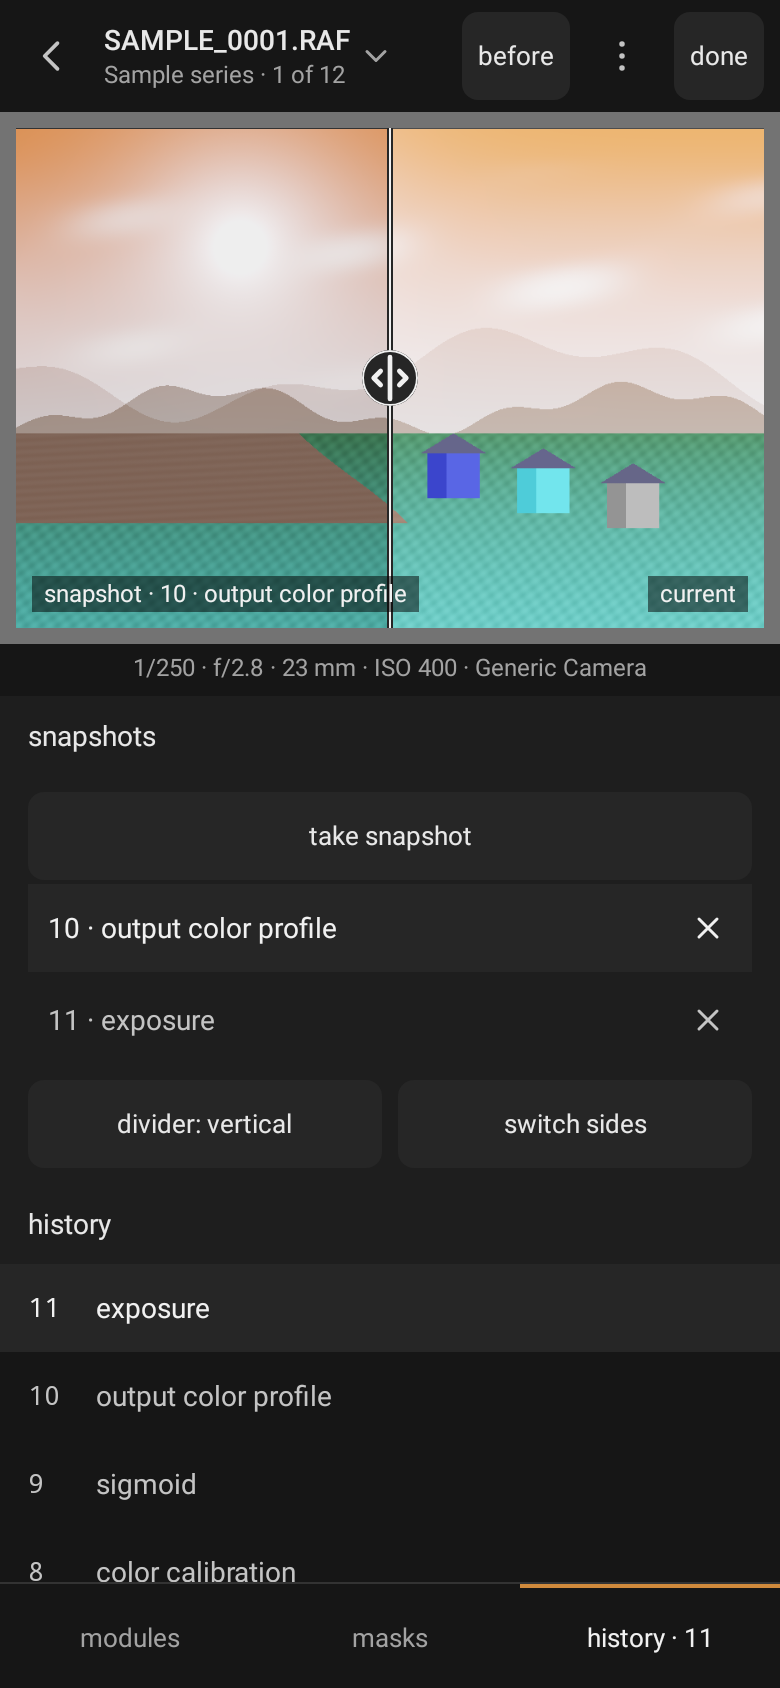 SAMPLE_0001.RAF
Sample series · 1 of 12
before
done
snapshot · 10 · output color profile
current
1/250 · f/2.8 · 23 mm · ISO 400 · Generic Camera
snapshots
take snapshot
10 · output color profile
11 · exposure
divider: vertical
switch sides
history
11 exposure
10 output color profile
9 sigmoid
8 color calibration
modules
masks
history · 11